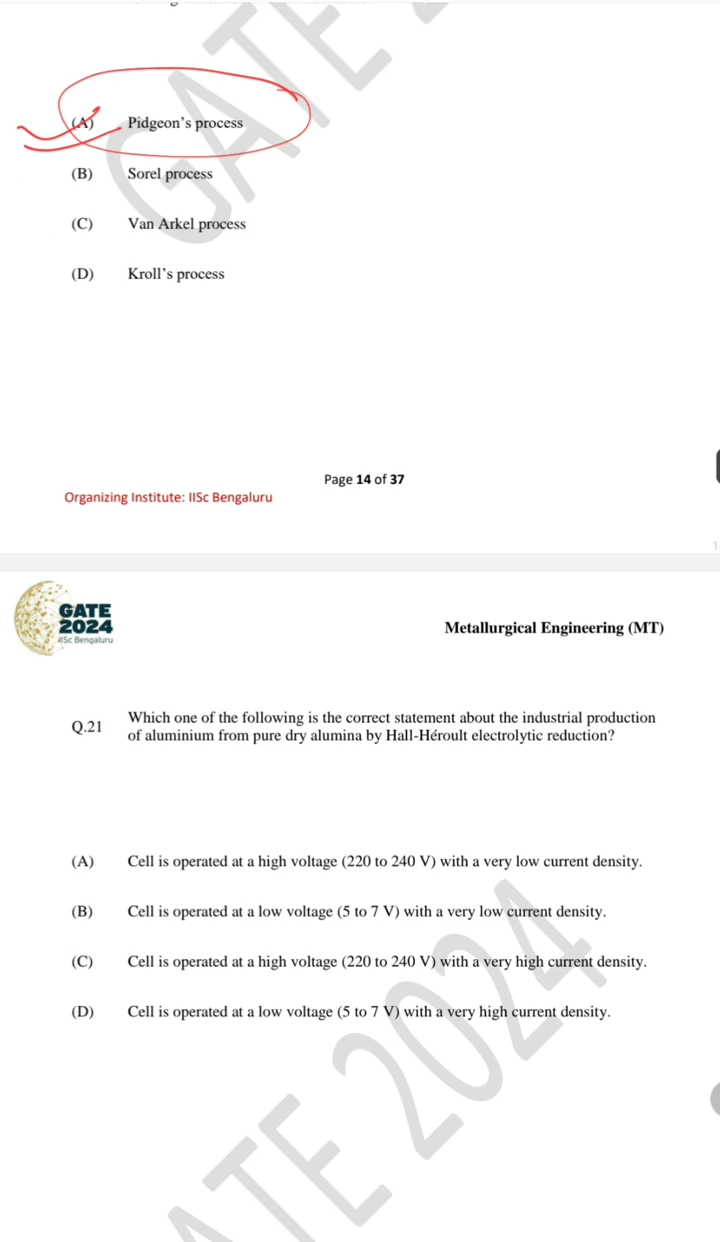 (A) Pidgeon's process
(B) Sorel process
(C) Van Arkel process
(D) Kroll's process
Page 14 of 37
Organizing Institute: IISc Bengaluru
GATE
2024
IISc Bengaluru
Metallurgical Engineering (MT)
Q.21 Which one of the following is the correct statement about the industrial production
of aluminium from pure dry alumina by Hall-Héroult electrolytic reduction?
(A) Cell is operated at a high voltage (220 to 240 V) with a very low current density.
(B) Cell is operated at a low voltage (5 to 7 V) with a very low current density.
(C) Cell is operated at a high voltage (220 to 240 V) with a very high current density.
(D) Cell is operated at a low voltage (5 to 7 V) with a very high current density.